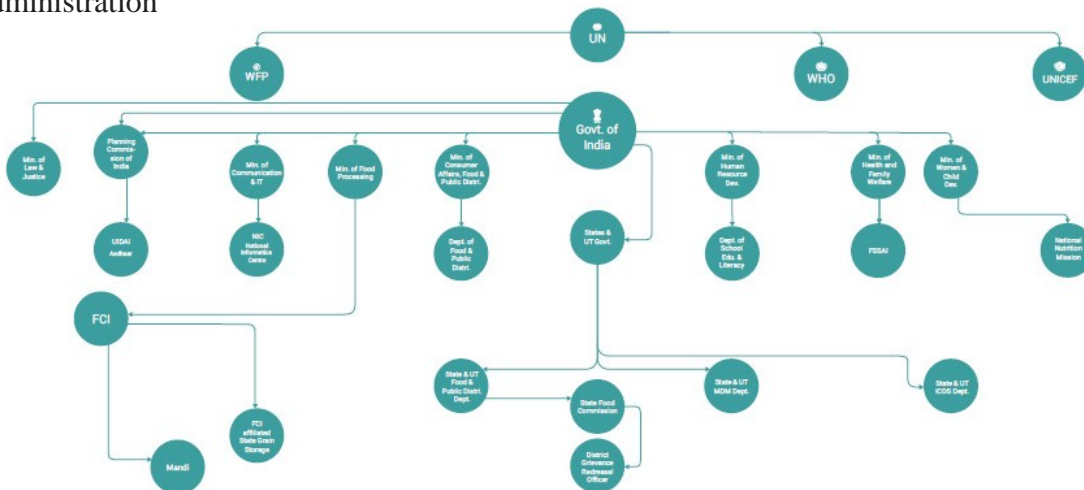 ministration
UN
WFP
WHO
UNICEF
Govt. of
India
Min. of
Law &
Justice
Planning
Commis-
sion of
India
Min. of
Communication
& IT
Min. of Food
Processing
Min. of
Consumer
Affairs, Food &
Public Distri.
Min. of
Human
Resource
Dev.
Min. of
Health and
Family
Welfare
Min. of
Women &
Child
Dev.
UIDAI
Aadhaar
NIC
National
Informatics
Centre
Dept. of
Food &
Public
Distri.
States &
UT Govt.
Dept. of
School
Edu. &
Literacy
FSSAI
National
Nutrition
Mission
FCI
State & UT
Food &
Public Distri.
Dept.
State Food
Commission
State & UT
MDM Dept.
State & UT
ICDS Dept.
FCI
affiliated
State Grain
Storage
Mandi
District
Grievance
Redressal
Officer